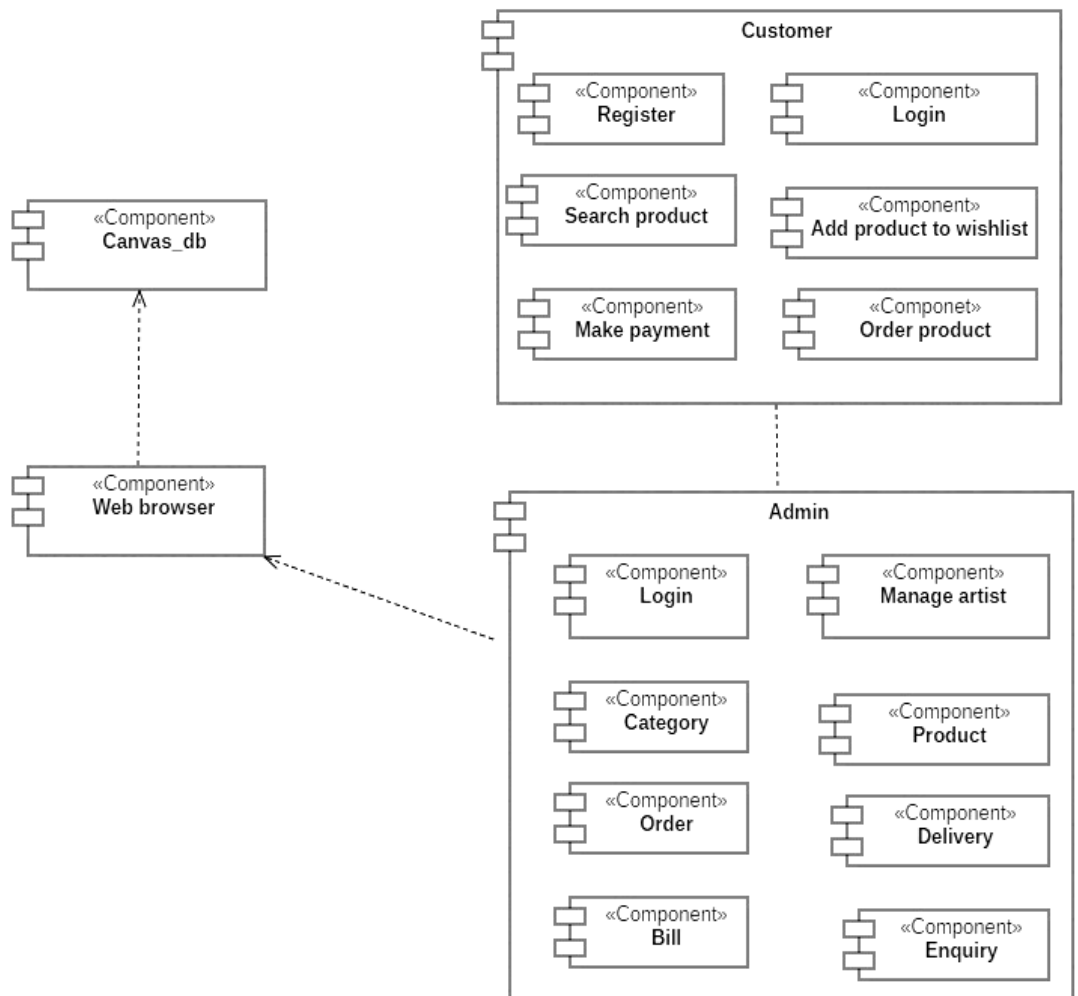 Customer
«Component»
Register
«Component»
Login
«Component»
Search product
«Component»
Add product to wishlist
«Component»
Make payment
«Componet»
Order product
«Component»
Canvas_db
«Component»
Web browser
Admin
«Component»
Login
«Component»
Manage artist
«Component»
Category
«Component»
Product
«Component»
Order
«Component»
Delivery
«Component»
Bill
«Component»
Enquiry